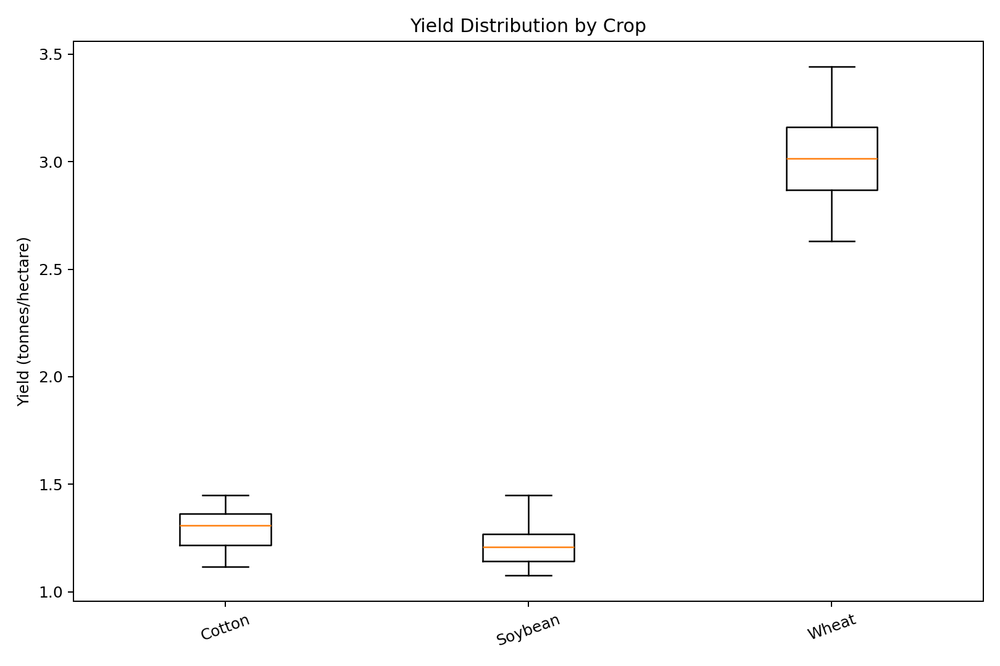 Yield Distribution by Crop
Yield (tonnes/hectare)
3.5
3.0
2.5
2.0
1.5
1.0
Cotton
Soybean
Wheat